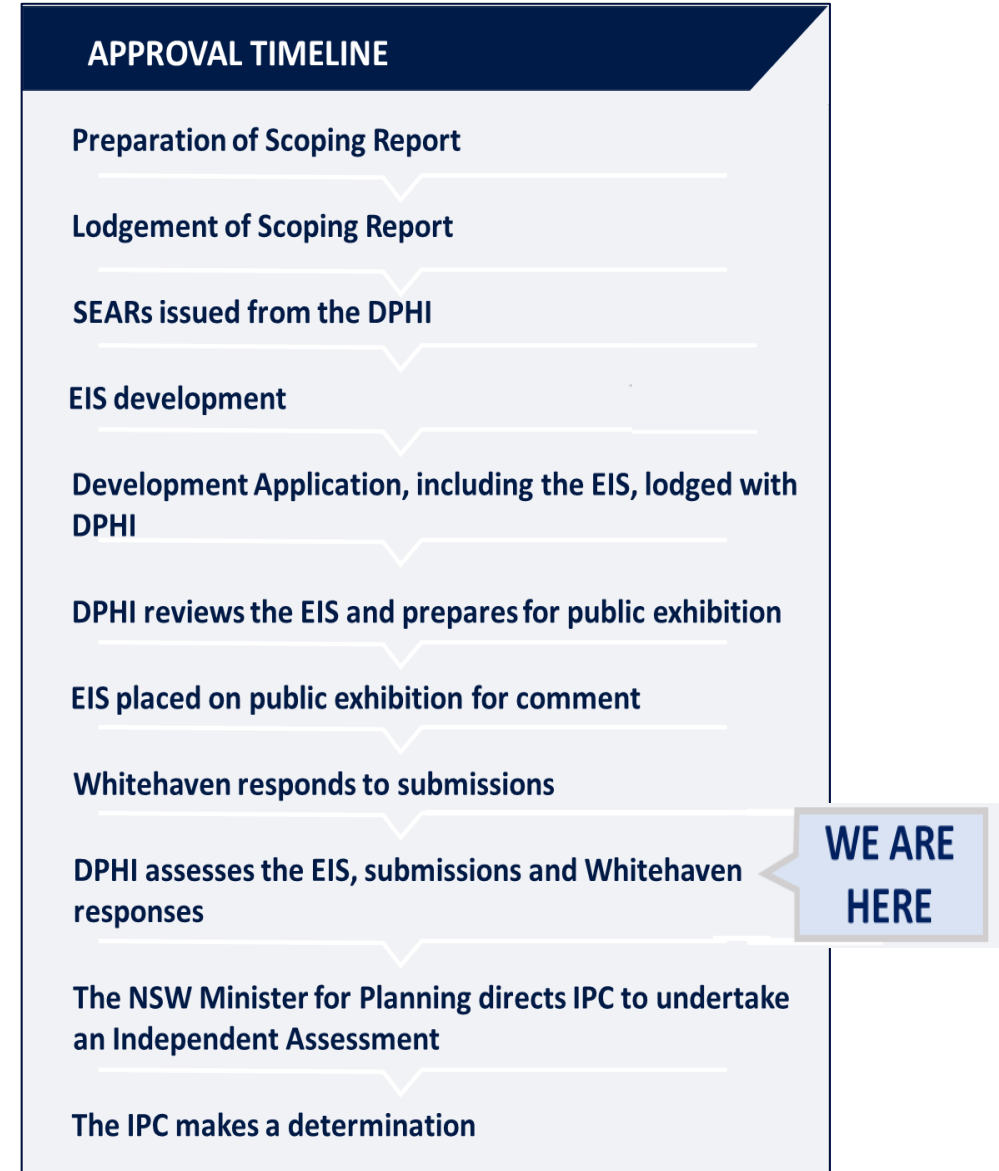 APPROVAL TIMELINE
Preparation of Scoping Report
Lodgement of Scoping Report
SEARs issued from the DPHI
EIS development
Development Application, including the EIS, lodged with
DPHI
DPHI reviews the EIS and prepares for public exhibition
EIS placed on public exhibition for comment
Whitehaven responds to submissions
DPHI assesses the EIS, submissions and Whitehaven
responses
WE ARE
HERE
The NSW Minister for Planning directs IPC to undertake
an Independent Assessment
The IPC makes a determination